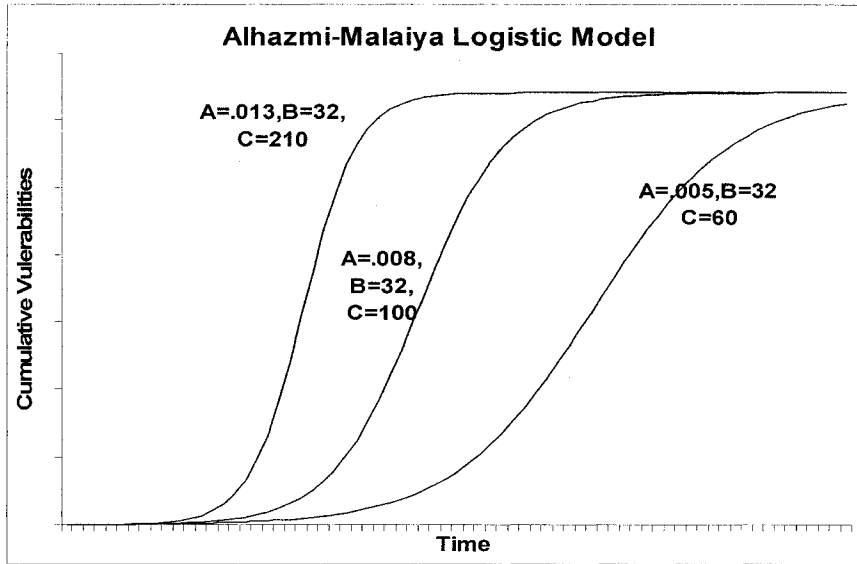 Alhazmi-Malaiya Logistic Model
A=.013,B=32,
C=210
A=.005,B=32
C=60
A=.008,
B=32,
C=100
Cumulative Vulerabilities
Time